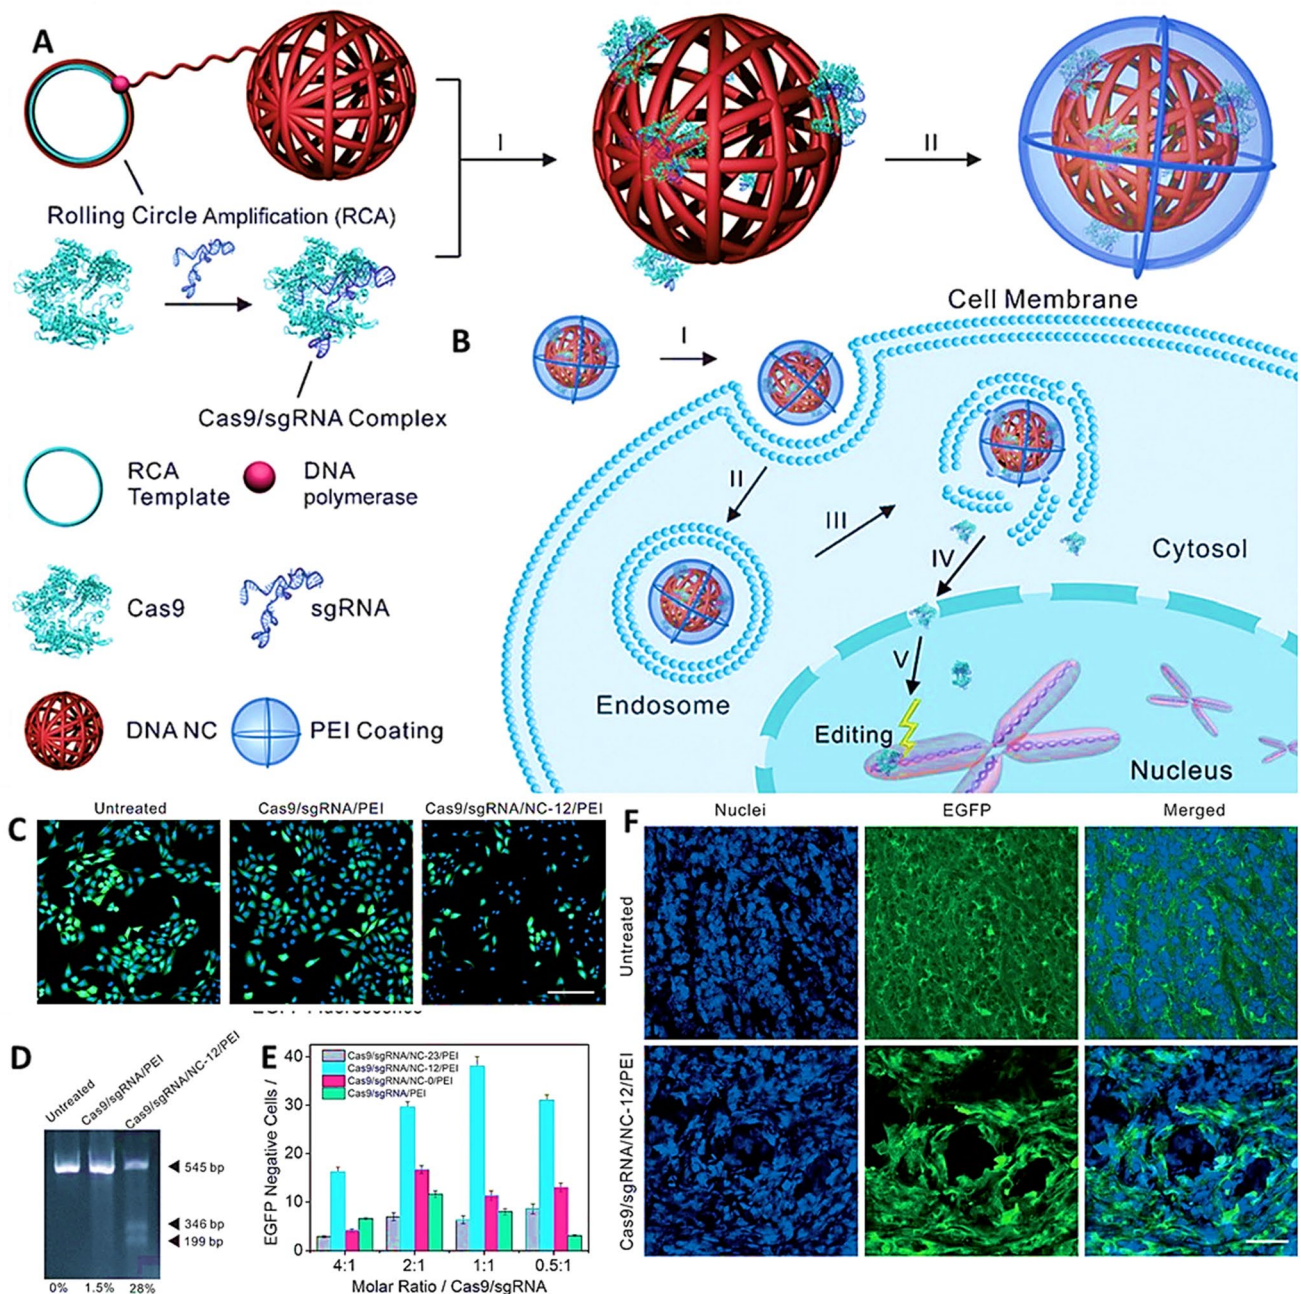 A
I
II
Rolling Circle Amplification (RCA)
Cas9/sgRNA Complex
RCA
Template
DNA
polymerase
Cas9
sgRNA
DNA NC
PEI Coating
B
Cell Membrane
I
II
III
IV
V
Cytosol
Endosome
Editing
Nucleus
C
Untreated
Cas9/sgRNA/PEI
Cas9/sgRNA/NC-12/PEI
D
Untreated
Cas9/sgRNA/PEI
Cas9/sgRNA/NC-12/PEI
545 bp
346 bp
199 bp
0%
1.5%
28%
E
EGFP Negative Cells /
40
30
20
10
0
Cas9/sgRNA/NC-23/PEI
Cas9/sgRNA/NC-12/PEI
Cas9/sgRNA/NC-0/PEI
Cas9/sgRNA/PEI
4:1
2:1
1:1
0.5:1
Molar Ratio / Cas9/sgRNA
F
Nuclei
EGFP
Merged
Untreated
Cas9/sgRNA/NC-12/PEI